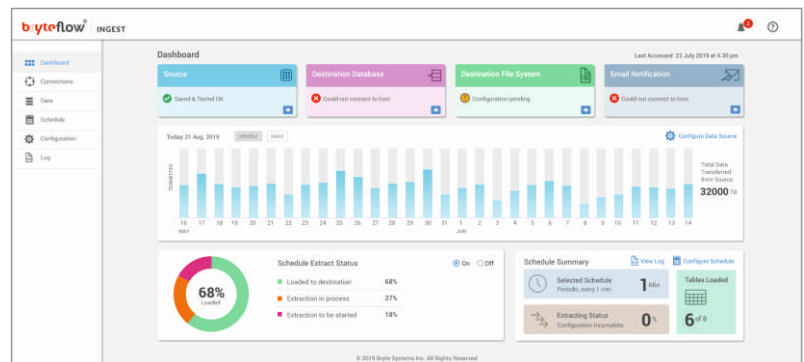 bryteflow INGEST
2
Dashboard
Connections
Data
Schedule
Configuration
Log
Dashboard
Last Accessed: 23 July 2019 at 4.30 pm
Source
Saved & Tested OK
Destination Database
Could not connect to host
Destination File System
Configuration pending
Email Notification
Could not connect to host
Today 21 Aug, 2019
Configure Data Source
TERABYTES
16 17 18 19 20 21 22 23 24 25 26 27 28 29 30 31 1 2 3 4 5 6 7 8 9 10 11 12 13 14
MAY JUN
Total Data
Transferred
from Source
32000 TB
68%
Loaded
Schedule Extract Status
On Off
Loaded to destination 68%
Extraction in process 27%
Extraction to be started 18%
Schedule Summary
View Log
Configure Schedule
Selected Schedule
Periodic, every 1 min.
Extracting Status
Configuration Incomplete.
0%
Tables Loaded
6 of 8
© 2019 Bryte Systems Inc. All Rights Reserved